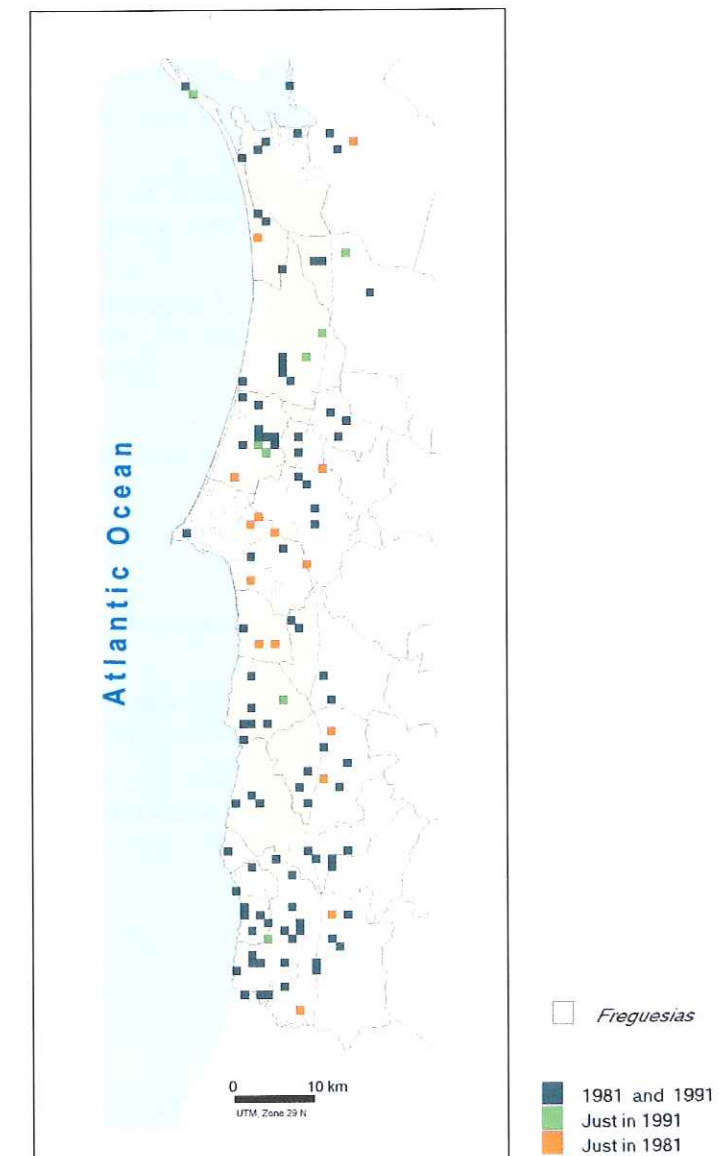 Atlantic Ocean
0 10 km
UTM, Zone 29 N
Freguesias
1981 and 1991
Just in 1991
Just in 1981